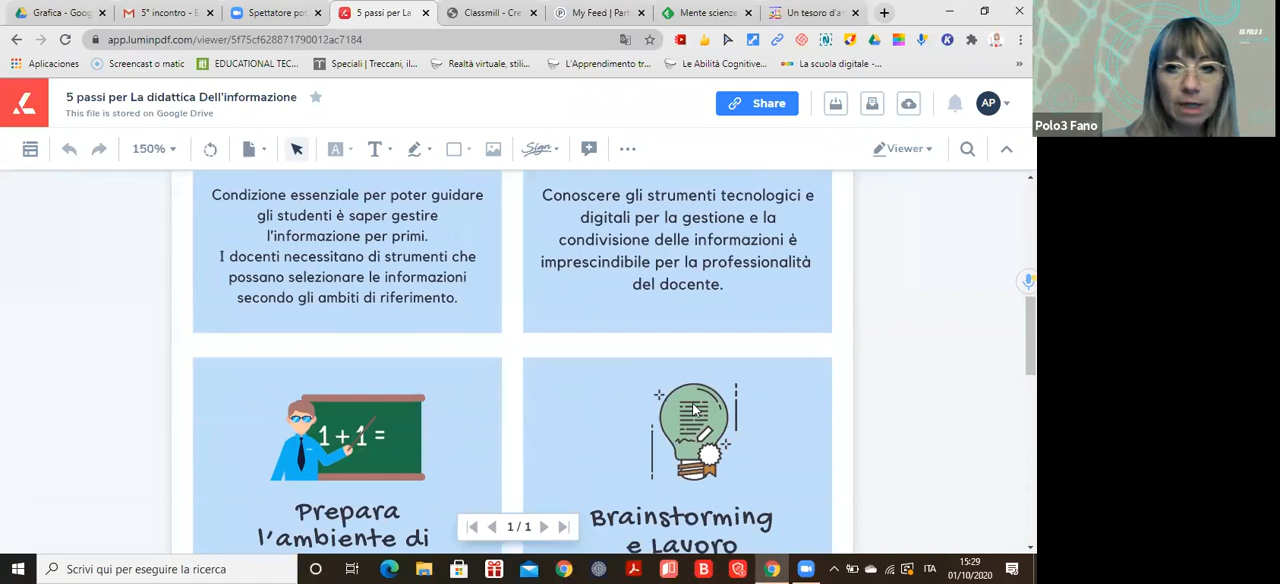 Grafica - Goog
5° incontro - E
Spettatore po
5 passi per La
Classmill - Cre
My Feed | Part
Mente scienze
Un tesoro d'a
app.luminpdf.com/viewer/5f75cf628871790012ac7184
Aplicaciones
Screencast o matic
EDUCATIONAL TEC...
Speciali | Treccani, il...
Realtà virtuale, stili...
L'Apprendimento tr...
Le Abilità Cognitive...
La scuola digitale -...
5 passi per La didattica Dell'informazione
This file is stored on Google Drive
Share
AP
150%
A
T
Sign
Viewer
Polo3 Fano
Condizione essenziale per poter guidare
gli studenti è saper gestire
l'informazione per primi.
I docenti necessitano di strumenti che
possano selezionare le informazioni
secondo gli ambiti di riferimento.
Conoscere gli strumenti tecnologici e
digitali per la gestione e la
condivisione delle informazioni è
imprescindibile per la professionalità
del docente.
1+1=
Prepara
l'ambiente di
Brainstorming
e Lavoro
1 / 1
Scrivi qui per eseguire la ricerca
ITA
15:29
01/10/2020